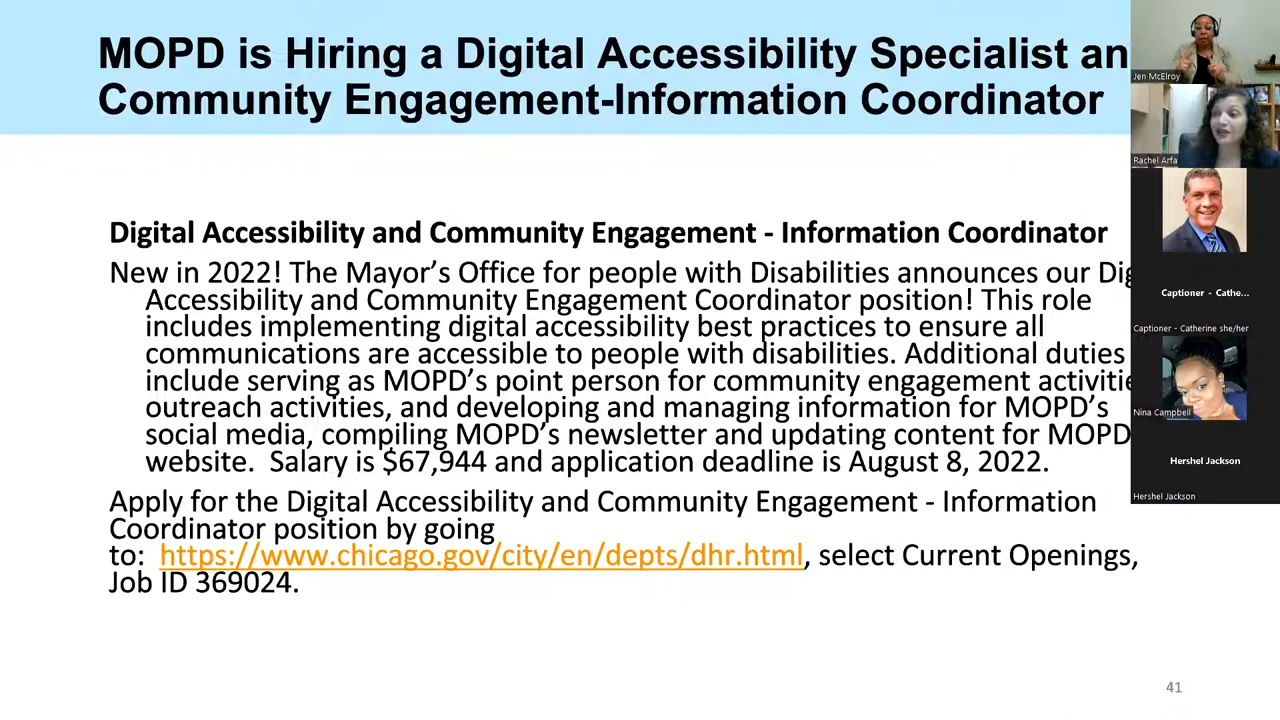 MOPD is Hiring a Digital Accessibility Specialist an
Community Engagement-Information Coordinator
Digital Accessibility and Community Engagement - Information Coordinator
New in 2022! The Mayor’s Office for people with Disabilities announces our Dig
Accessibility and Community Engagement Coordinator position! This role
includes implementing digital accessibility best practices to ensure all
communications are accessible to people with disabilities. Additional duties
include serving as MOPD’s point person for community engagement activitie
outreach activities, and developing and managing information for MOPD’s
social media, compiling MOPD’s newsletter and updating content for MOPD
website.  Salary is $67,944 and application deadline is August 8, 2022.
Apply for the Digital Accessibility and Community Engagement - Information
Coordinator position by going
to:  https://www.chicago.gov/city/en/depts/dhr.html, select Current Openings,
Job ID 369024.
41
Jen McElroy
Rachel Arfa
Captioner - Cathe...
Captioner - Catherine she/her
Nina Campbell
Hershel Jackson
Hershel Jackson